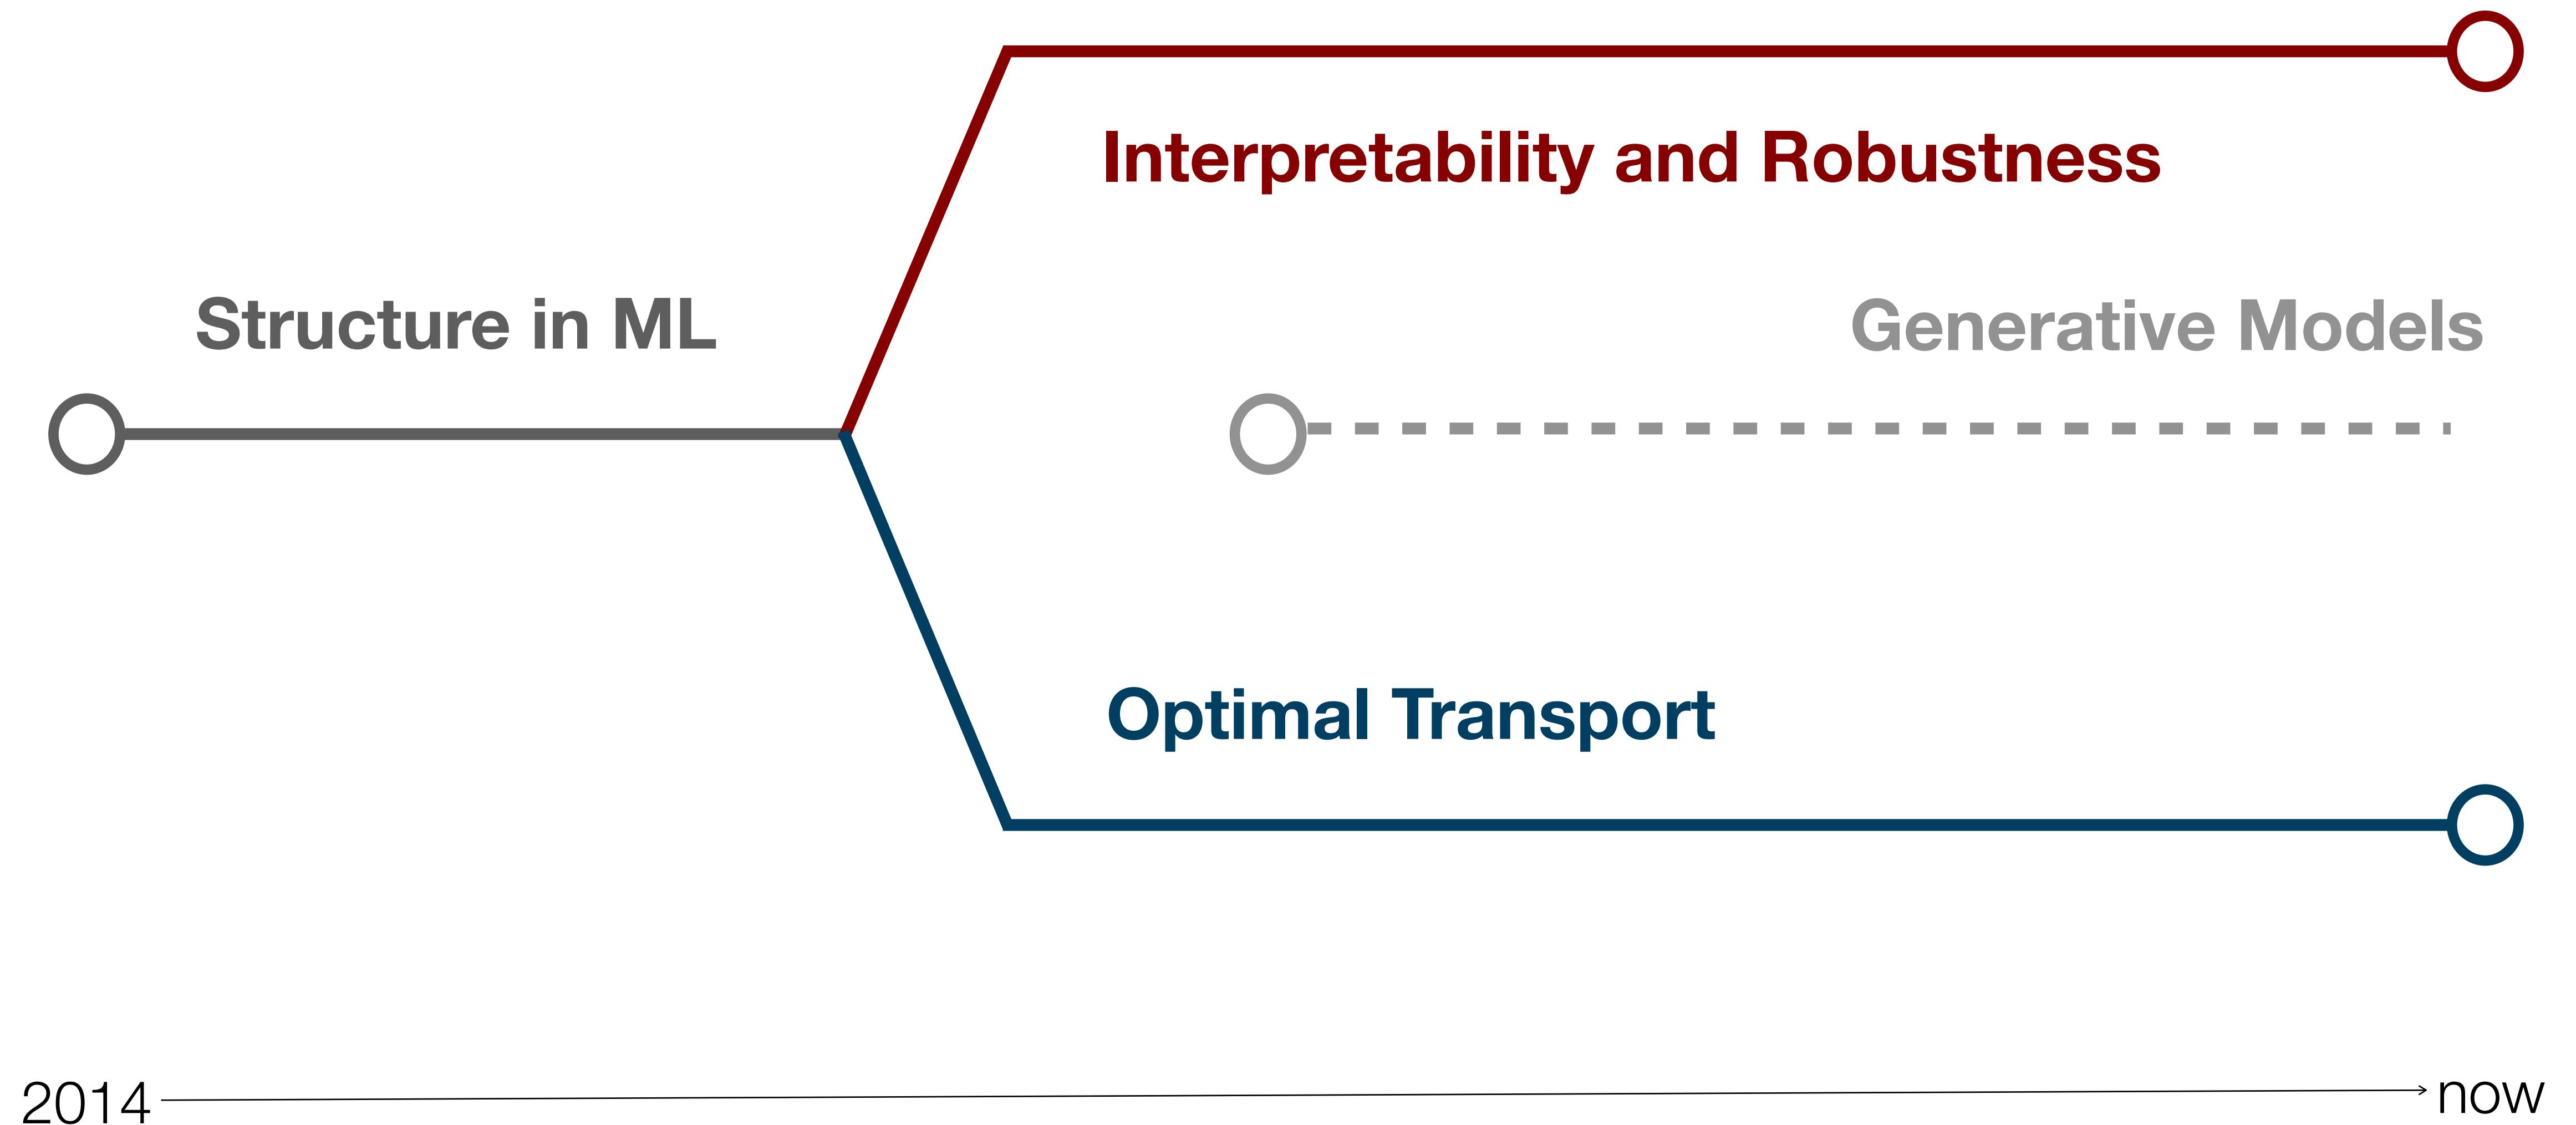 Interpretability and Robustness
Structure in ML
Generative Models
Optimal Transport
2014
now